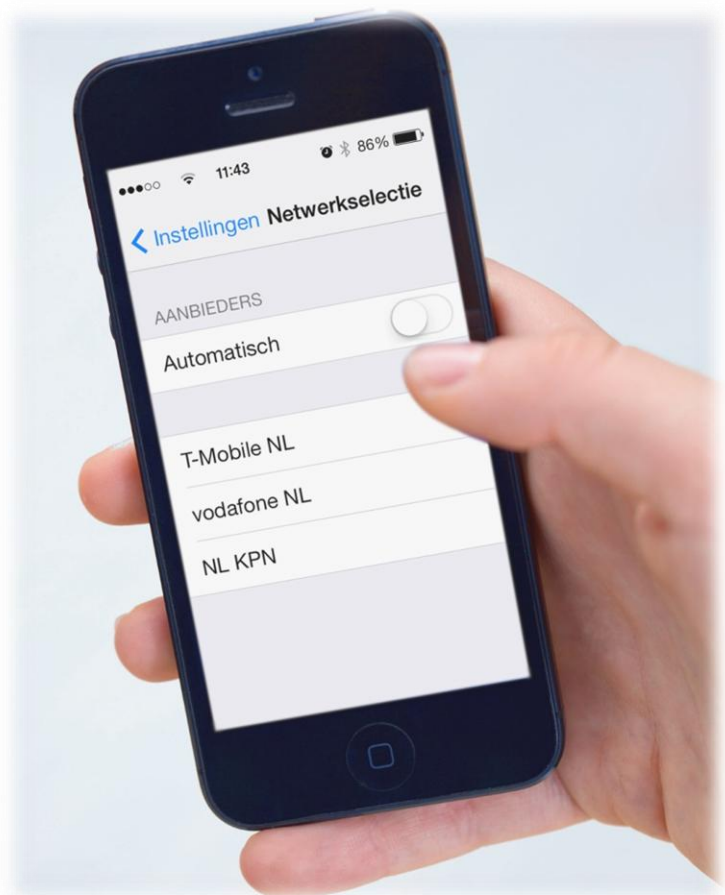 11:43 86%
Instellingen Netwerkselectie
AANBIEDERS
Automatisch
T-Mobile NL
vodafone NL
NL KPN